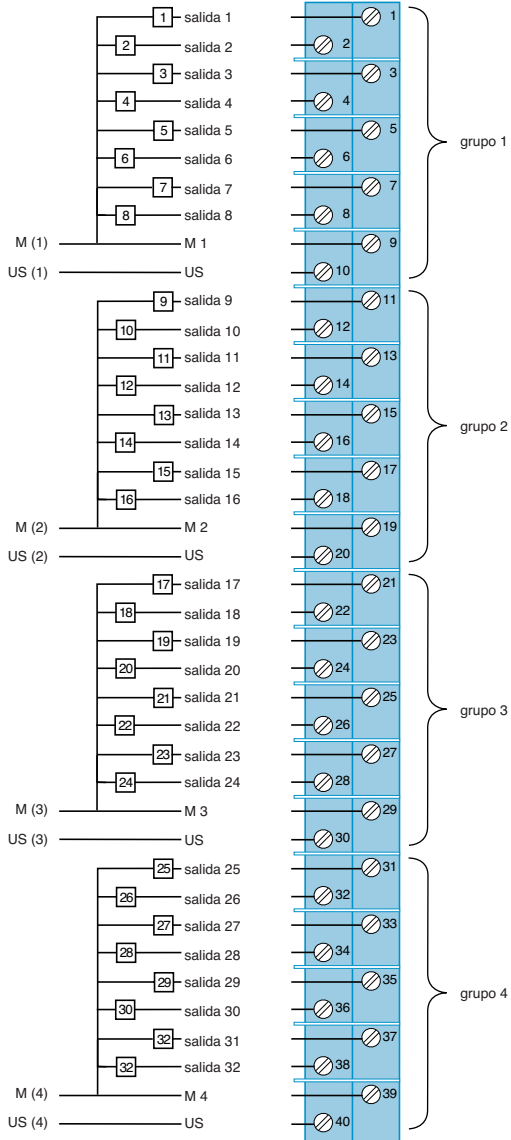 1 salida 1 1
2 salida 2 2
3 salida 3 3
4 salida 4 4
5 salida 5 5
grupo 1
6 salida 6 6
7 salida 7 7
8 salida 8 8
M (1) M 1 9
US (1) US 10
9 salida 9 11
10 salida 10 12
11 salida 11 13
12 salida 12 14
13 salida 13 15
grupo 2
14 salida 14 16
15 salida 15 17
16 salida 16 18
M (2) M 2 19
US (2) US 20
17 salida 17 21
18 salida 18 22
19 salida 19 23
20 salida 20 24
21 salida 21 25
grupo 3
22 salida 22 26
23 salida 23 27
24 salida 24 28
M (3) M 3 29
US (3) US 30
25 salida 25 31
26 salida 26 32
27 salida 27 33
28 salida 28 34
29 salida 29 35
grupo 4
30 salida 30 36
32 salida 31 37
32 salida 32 38
M (4) M 4 39
US (4) US 40